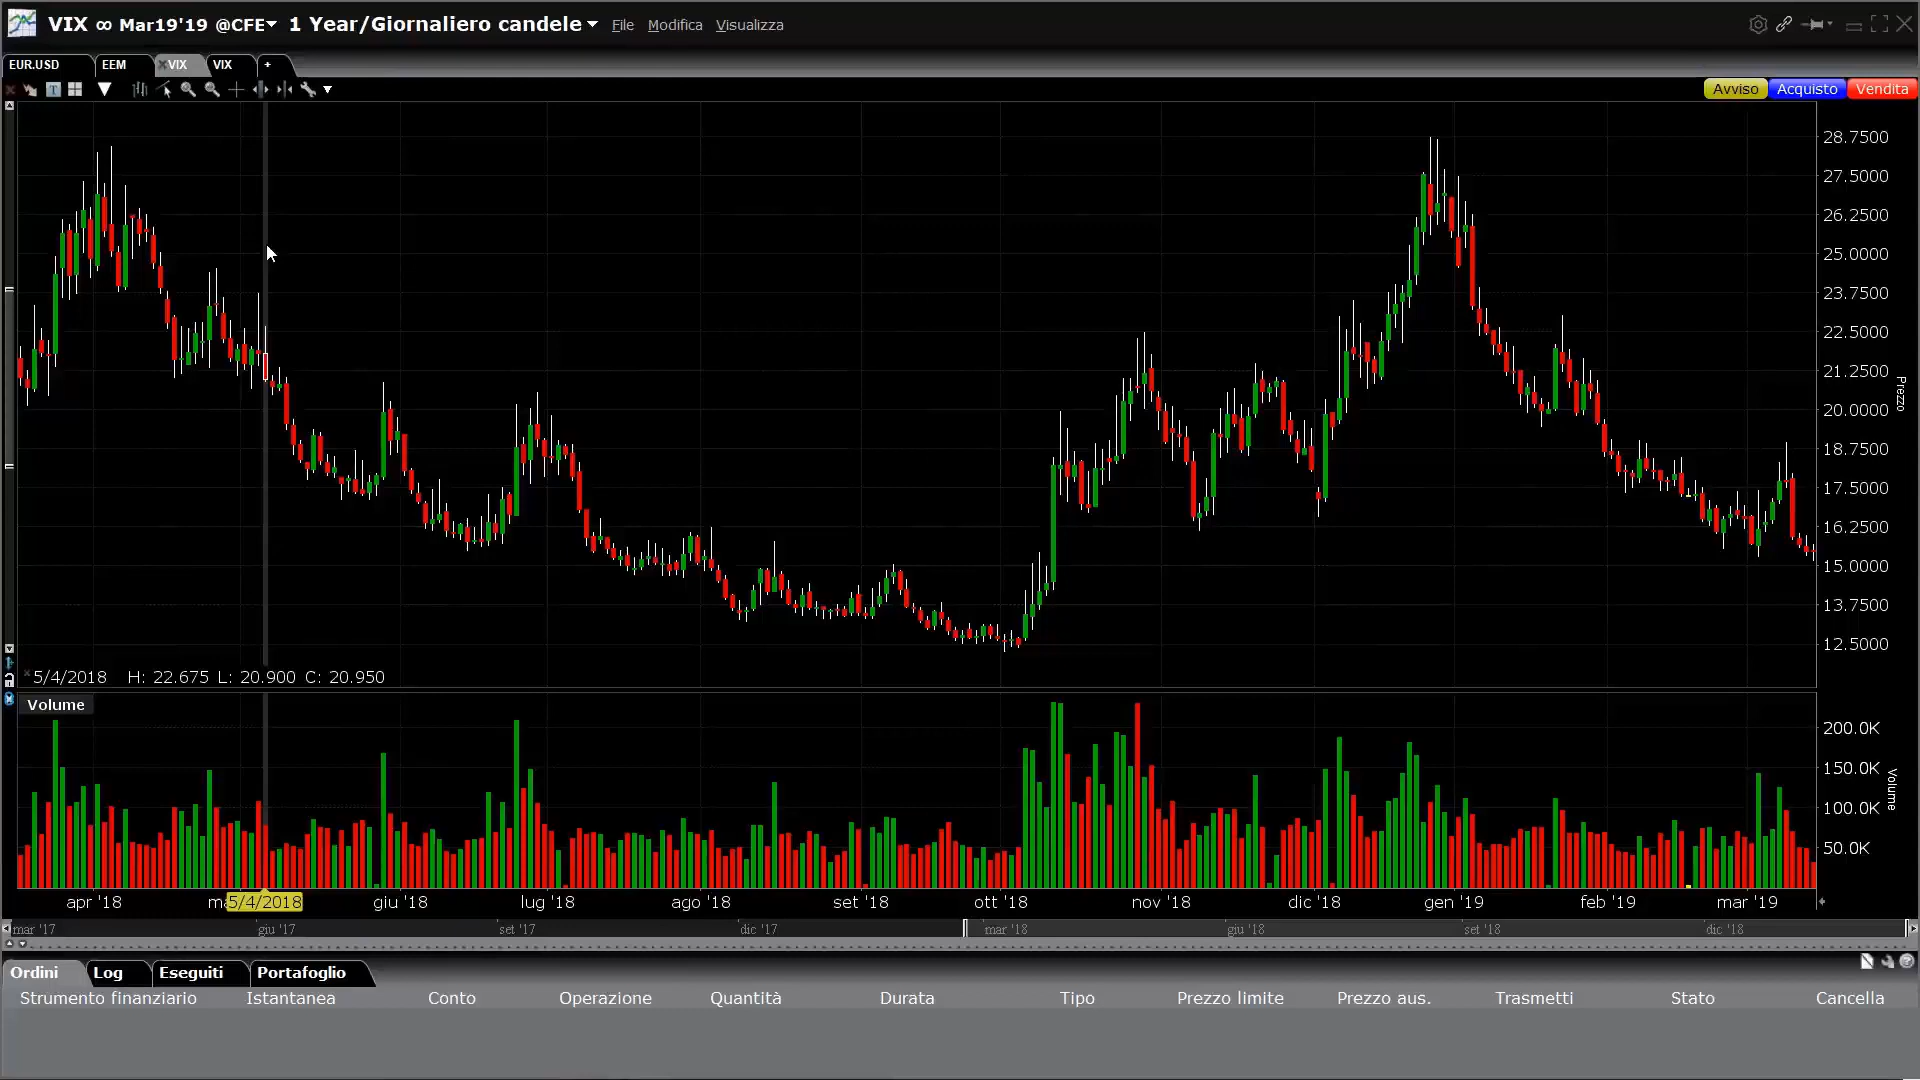 VIX ∞ Mar19'19 @CFE 1 Year/Giornaliero candele File Modifica Visualizza
EUR.USD EEM VIX VIX +
Avviso Acquisto Vendita
28.7500
27.5000
26.2500
25.0000
23.7500
22.5000
21.2500
20.0000
18.7500
17.5000
16.2500
15.0000
13.7500
12.5000
Prezzo
5/4/2018 H: 22.675 L: 20.900 C: 20.950
Volume
200.0K
150.0K
100.0K
50.0K
Volume
apr '18 5/4/2018 giu '18 lug '18 ago '18 set '18 ott '18 nov '18 dic '18 gen '19 feb '19 mar '19
mar '17 giu '17 set '17 dic '17 mar '18 giu '18 set '18 dic '18
Ordini Log Eseguiti Portafoglio
Strumento finanziario Istantanea Conto Operazione Quantità Durata Tipo Prezzo limite Prezzo aus. Trasmetti Stato Cancella